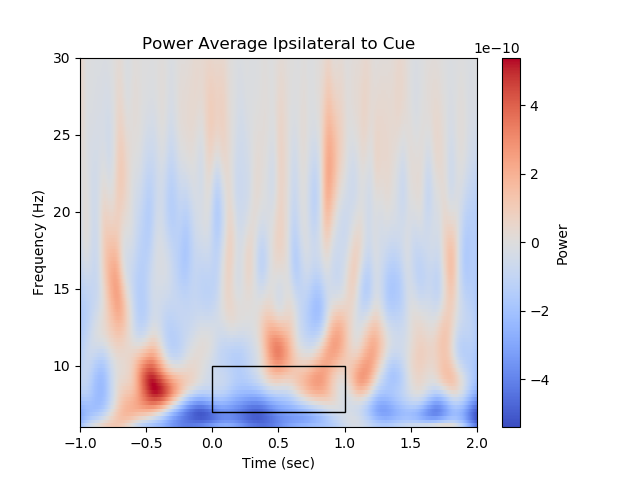 Power Average Ipsilateral to Cue
1e−10
30
25
20
15
10
Frequency (Hz)
−1.0 −0.5 0.0 0.5 1.0 1.5 2.0
Time (sec)
4
2
0
−2
−4
Power